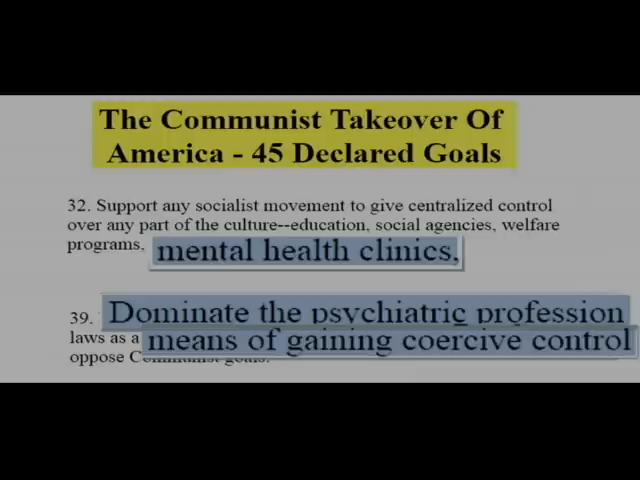 The Communist Takeover Of
America - 45 Declared Goals
32. Support any socialist movement to give centralized control
over any part of the culture--education, social agencies, welfare
programs, mental health clinics,
39. Dominate the psychiatric profession
laws as a means of gaining coercive control
oppose Communist goals.